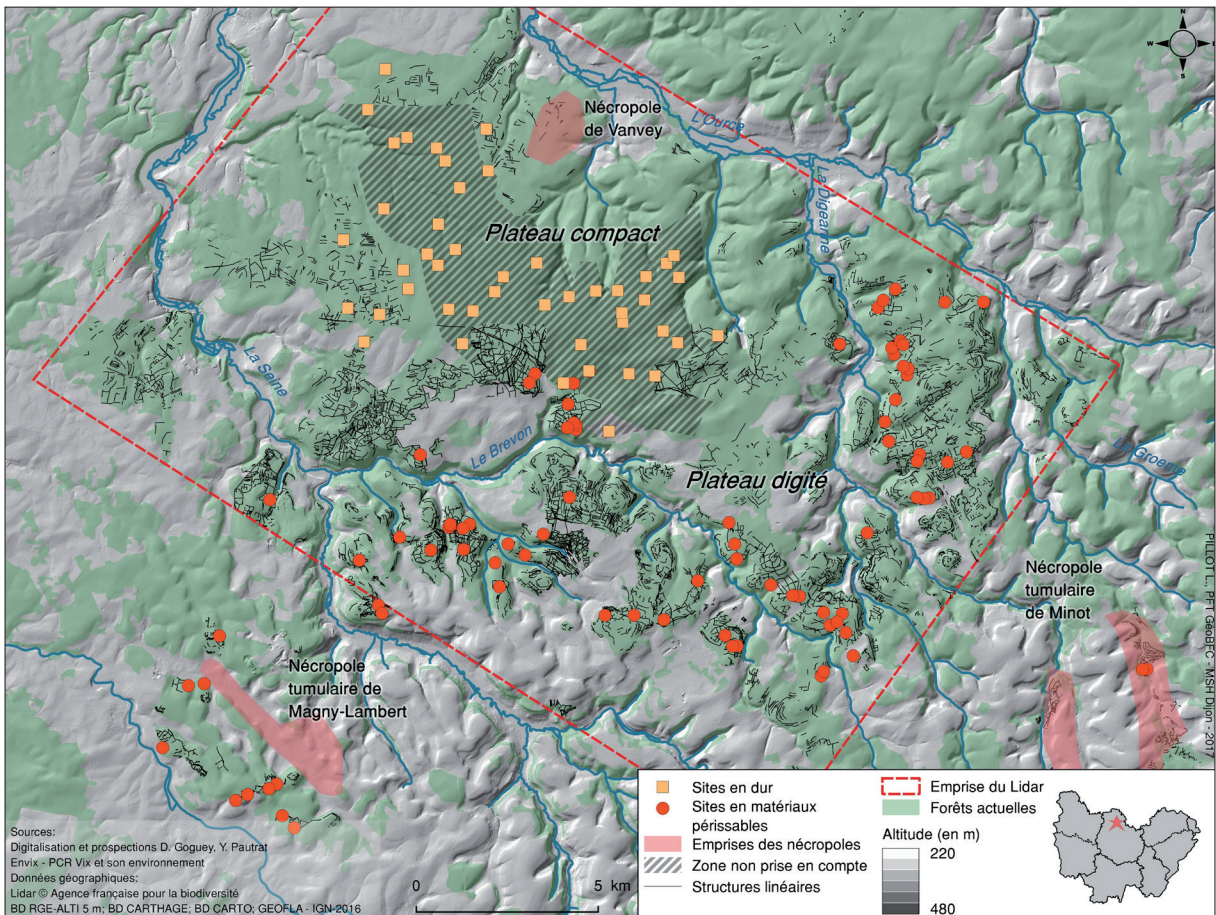 N
W
E
S
Nécropole
de Vanvey
L'Ource
La Digeanne
Plateau compact
La Seine
Le Brevon
Plateau digité
La Groeme
Nécropole
tumulaire
de Minot
Nécropole
tumulaire de
Magny-Lambert
PILLOT L., PFT GéoBFC - MSH Dijon - 2017
Sites en dur
Sites en matériaux
périssables
Emprises des nécropoles
Zone non prise en compte
Structures linéaires
Emprise du Lidar
Forêts actuelles
Altitude (en m)
220
480
Sources:
Digitalisation et prospections D. Goguey, Y. Pautrat
Envix - PCR Vix et son environnement
Données géographiques:
Lidar © Agence française pour la biodiversité
BD RGE-ALTI 5 m; BD CARTHAGE; BD CARTO; GEOFLA - IGN-2016
0 5 km